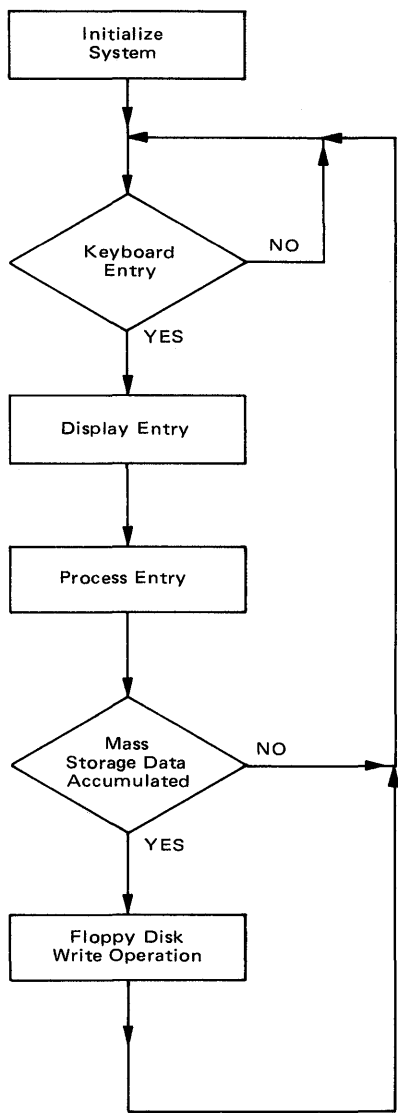 Initialize
System
Keyboard
Entry
NO
YES
Display Entry
Process Entry
Mass
Storage Data
Accumulated
NO
YES
Floppy Disk
Write Operation